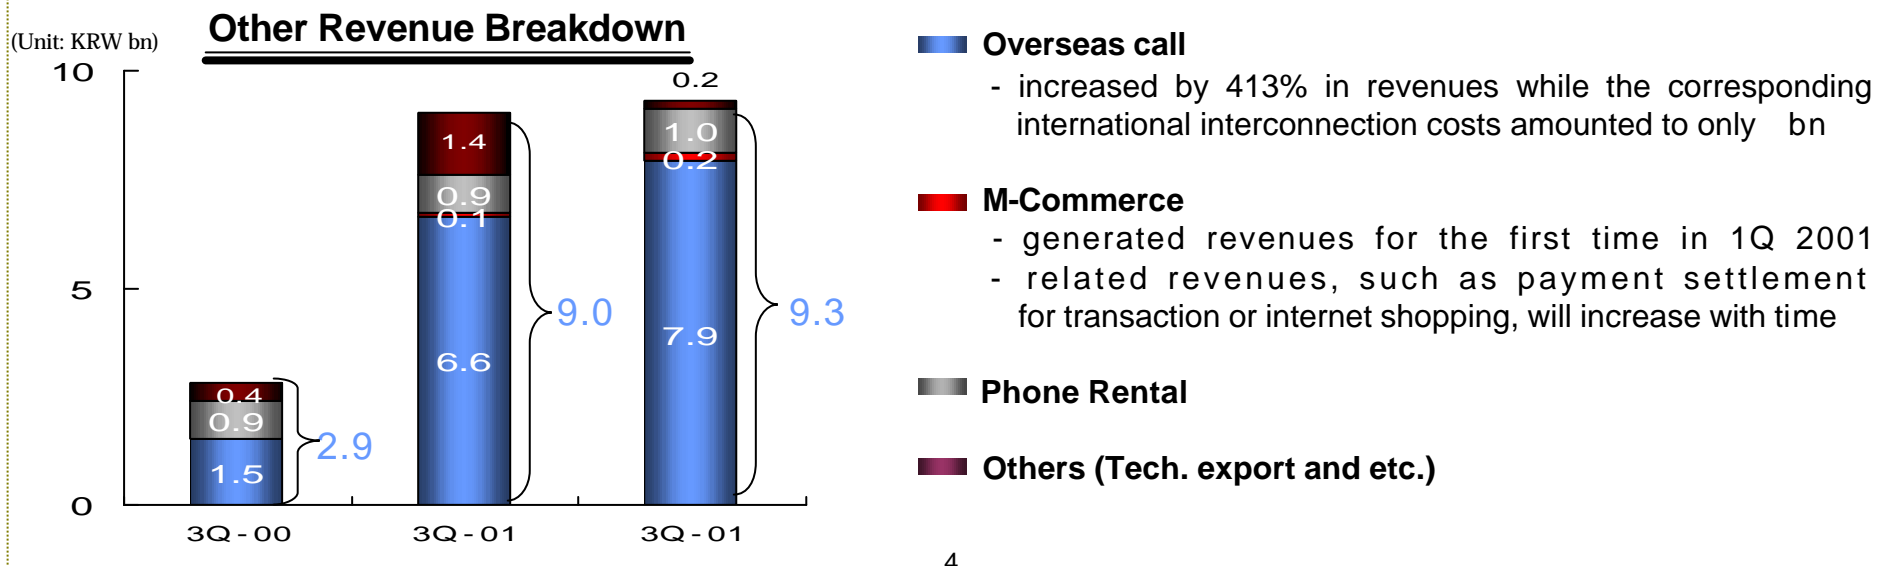 Other Revenue Breakdown
(Unit: KRW bn)
10
5
0
0.4
0.9
1.5
2.9
1.4
0.9
0.1
6.6
9.0
0.2
1.0
0.2
7.9
9.3
3Q-00
3Q-01
3Q-01
Overseas call
- increased by 413% in revenues while the corresponding
international interconnection costs amounted to only bn
M-Commerce
- generated revenues for the first time in 1Q 2001
- related revenues, such as payment settlement
for transaction or internet shopping, will increase with time
Phone Rental
Others (Tech. export and etc.)
4